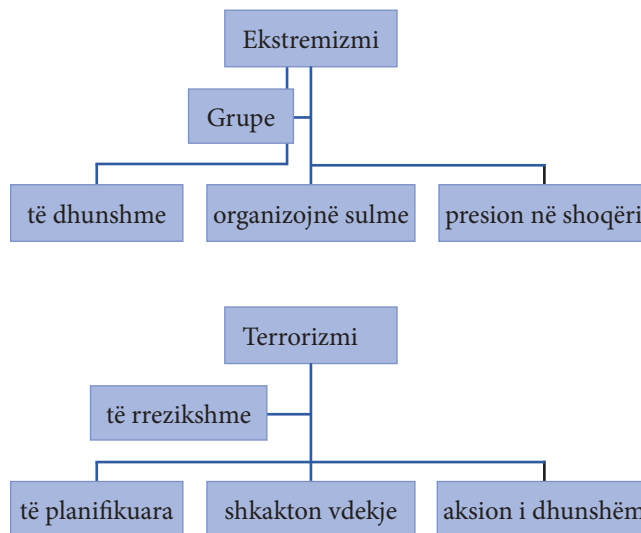 Ekstremizmi
Grupe
të dhunshme
organizojnë sulme
presion në shoqëri
Terrorizmi
të rrezikshme
të planifikuara
shkakton vdekje
aksion i dhunshëm